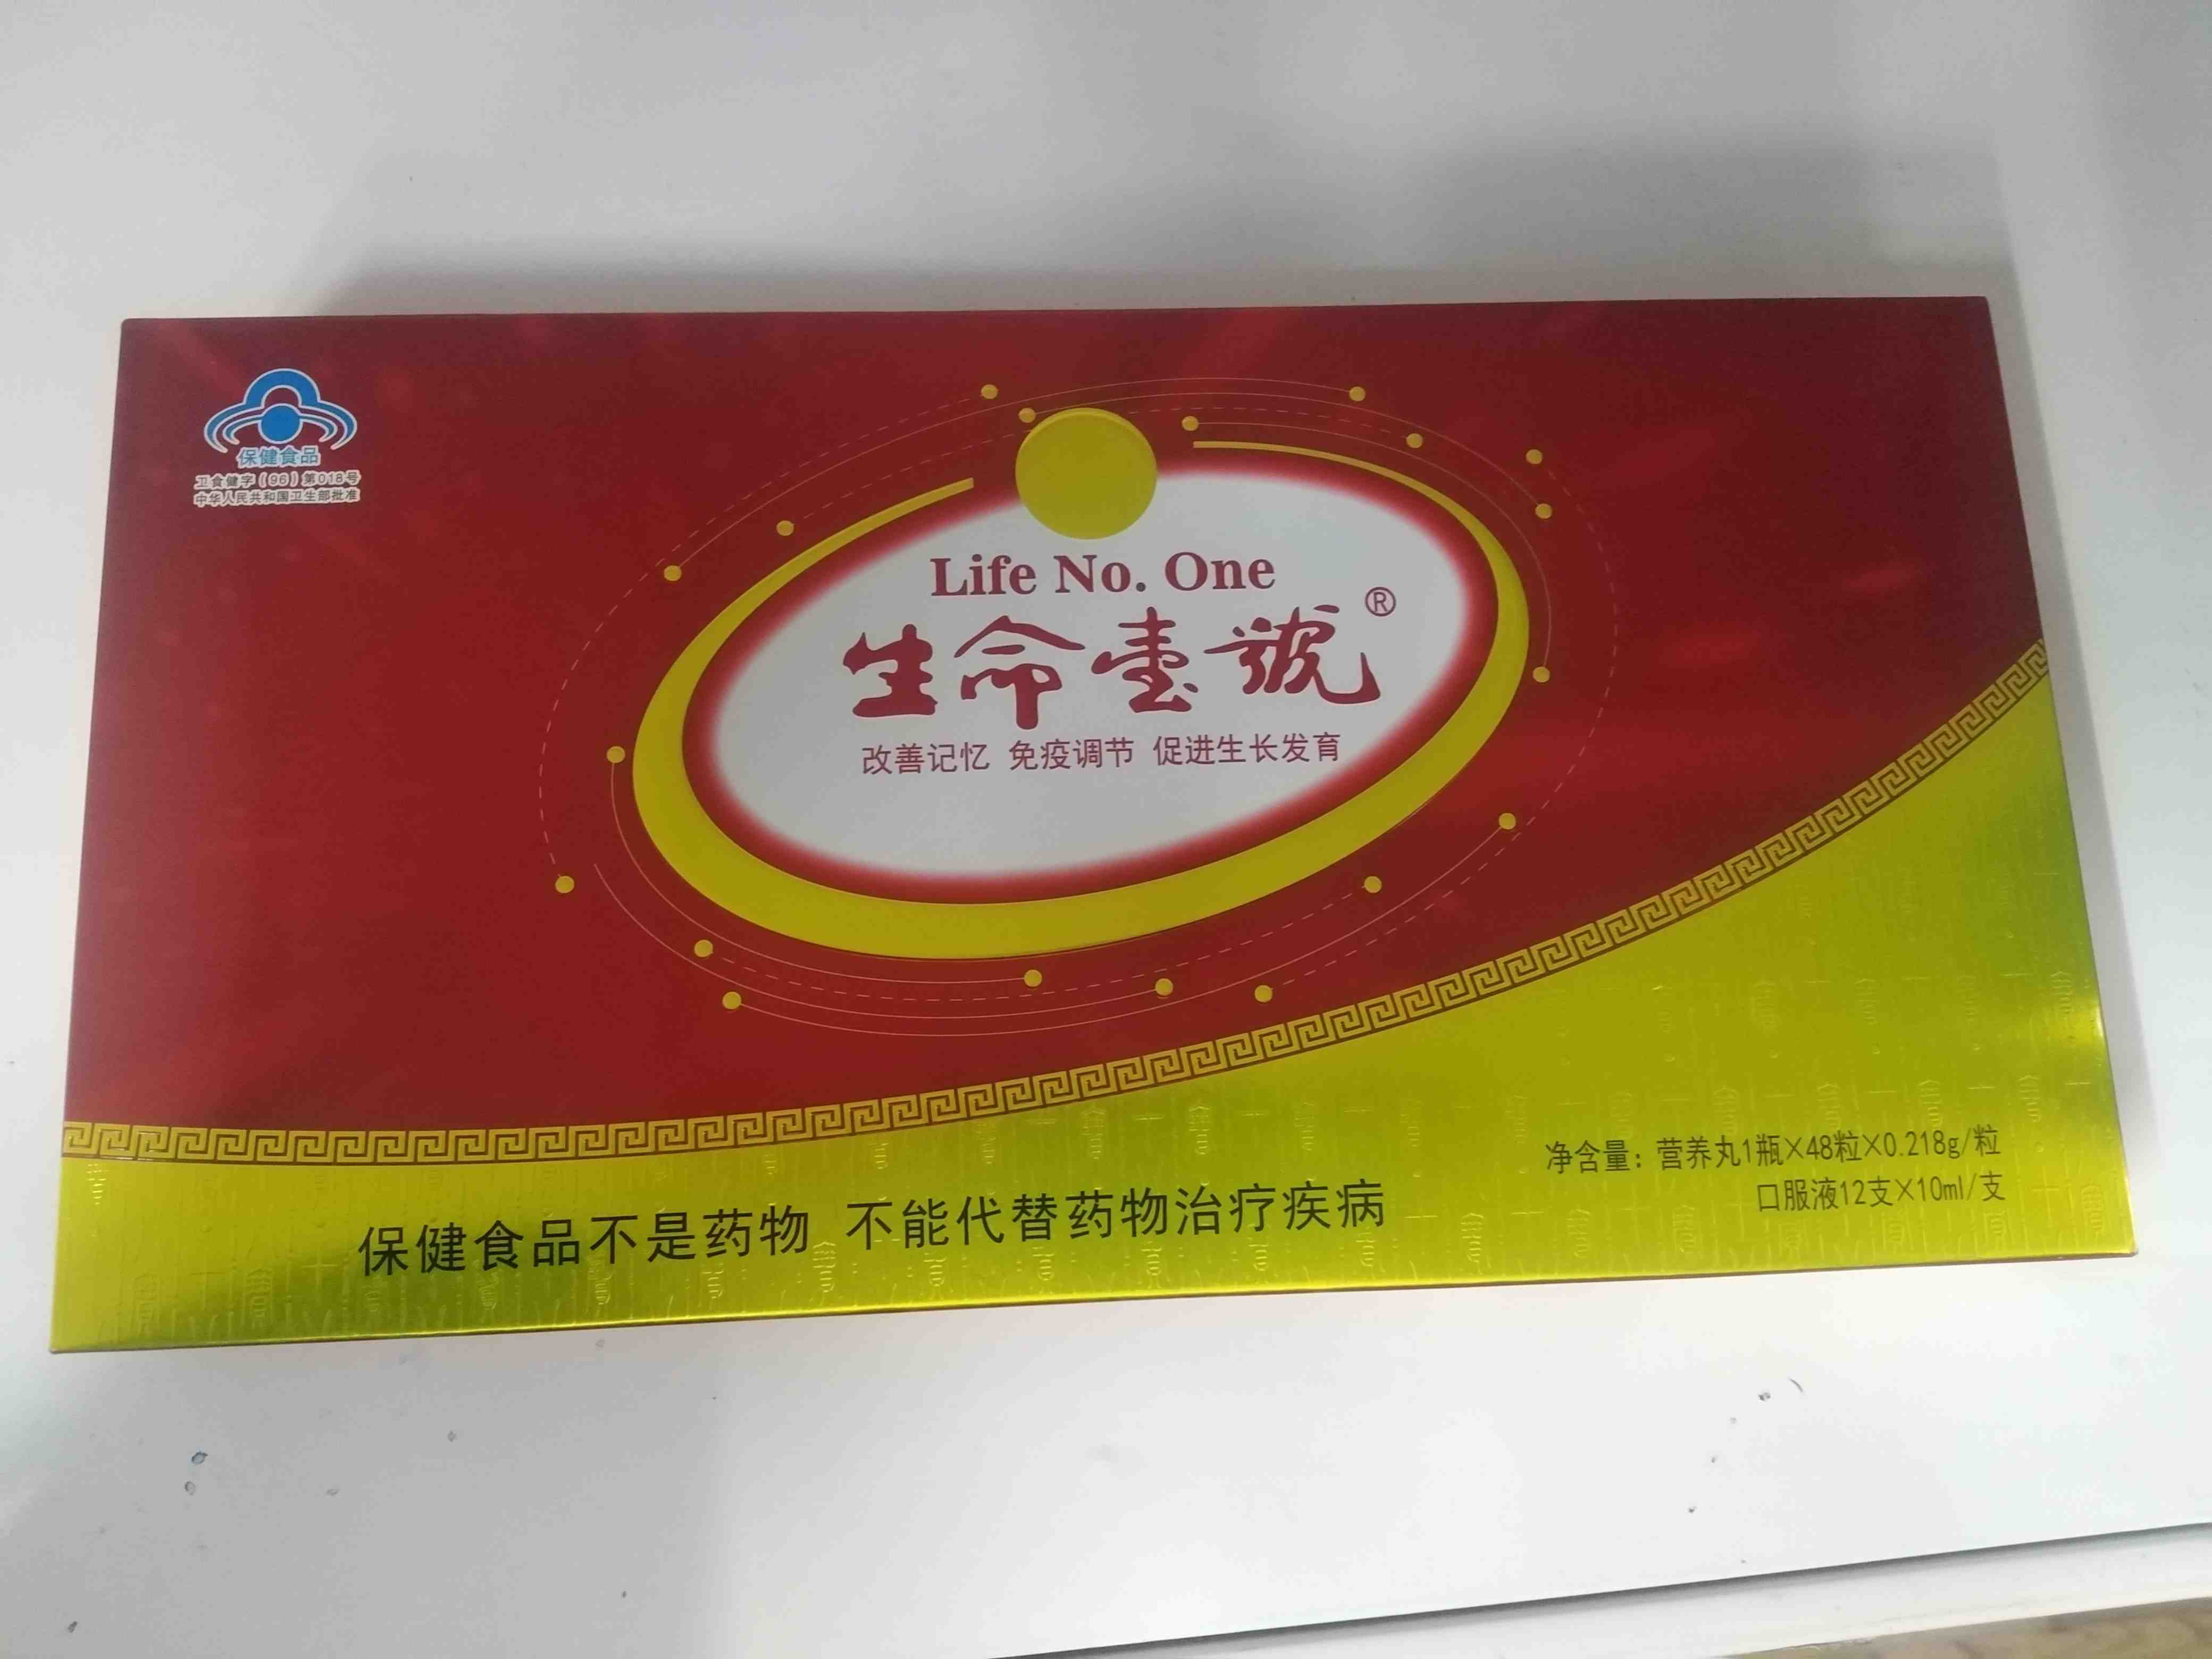 保健食品
卫食健字(96)第018号
中华人民共和国卫生部批准
Life No. One
生命壹號®
改善记忆 免疫调节 促进生长发育
净含量：营养丸1瓶×48粒×0.218g/粒
口服液12支×10ml/支
保健食品不是药物 不能代替药物治疗疾病